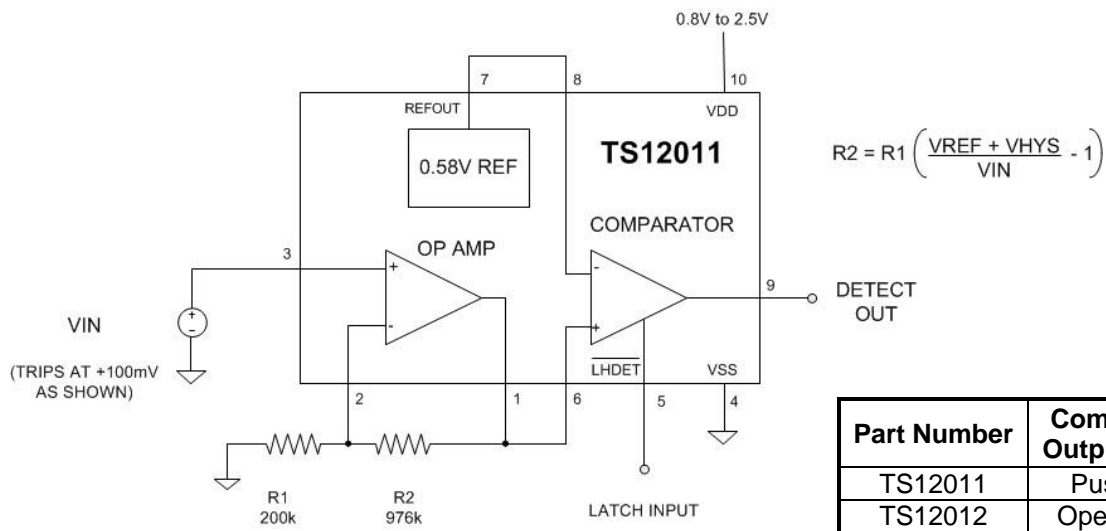 0.8V to 2.5V
7
8
10
REFOUT
VDD
0.58V REF
TS12011
R2 = R1 ( VREF + VHYS / VIN - 1 )
COMPARATOR
OP AMP
3
+
-
-
+
9
DETECT
OUT
VIN
+
-
(TRIPS AT +100mV
AS SHOWN)
LHDET
VSS
2
1
6
5
4
R1
200k
R2
976k
LATCH INPUT
Part Number
TS12011
TS12012